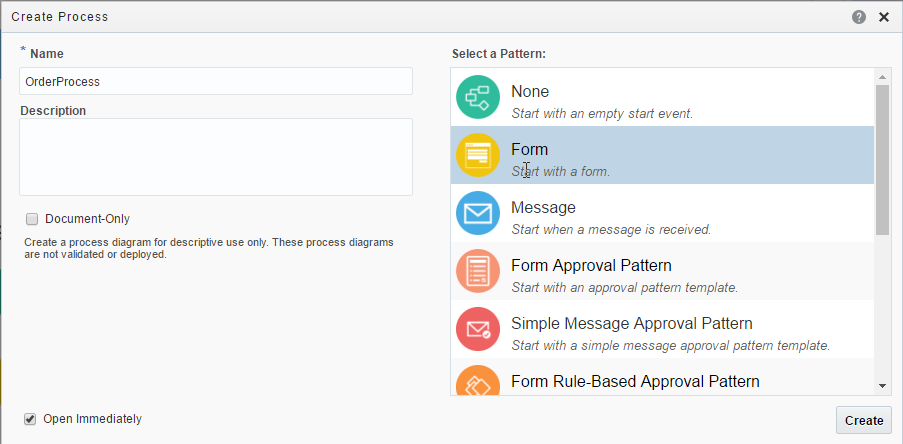 Create Process
* Name
OrderProcess
Description
Document-Only
Create a process diagram for descriptive use only. These process diagrams
are not validated or deployed.
Open Immediately
Select a Pattern:
None
Start with an empty start event.
Form
Start with a form.
Message
Start when a message is received.
Form Approval Pattern
Start with an approval pattern template.
Simple Message Approval Pattern
Start with a simple message approval pattern template.
Form Rule-Based Approval Pattern
Create